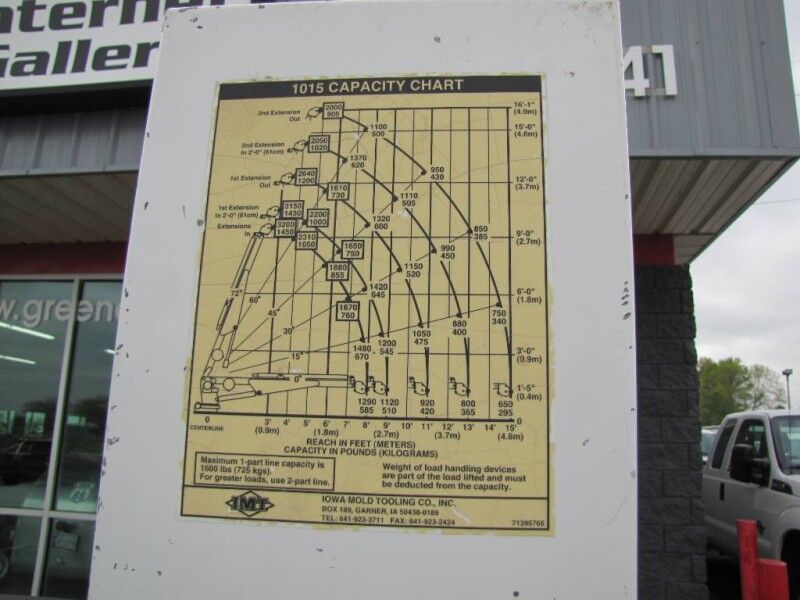 nternet
Galler
41
w.greene
1015 CAPACITY CHART
2nd Extension
Out
2000
905
16'-1"
(4.9m)
1100
500
15'-0"
(4.6m)
2nd Extension
In 2'-0" (61cm)
2050
1020
1370
620
950
430
1st Extension
Out
2640
1200
1610
730
1110
505
12'-0"
(3.7m)
1st Extension
In 2'-0" (61cm)
3150
1430
2200
1000
1320
600
850
385
Extensions
In
3200
1450
2310
1050
1650
750
990
450
9'-0"
(2.7m)
1880
855
1150
520
72°
60°
45°
30°
15°
0°
1420
645
6'-0"
(1.8m)
1670
760
750
340
880
400
1050
475
1480
670
1200
545
3'-0"
(0.9m)
1'-5"
(0.4m)
1290
585
1120
510
920
420
800
365
650
295
0
0
CENTERLINE
3' 4' 5' 6' 7' 8' 9' 10' 11' 12' 13' 14' 15'
(0.9m) (1.8m) (2.7m) (3.7m) (4.6m)
REACH IN FEET (METERS)
CAPACITY IN POUNDS (KILOGRAMS)
Maximum 1-part line capacity is
1600 lbs (725 kgs).
For greater loads, use 2-part line.
Weight of load handling devices
are part of the load lifted and must
be deducted from the capacity.
IMT
IOWA MOLD TOOLING CO., INC.
BOX 189, GARNER, IA 50438-0189
TEL: 641-923-3711 FAX: 641-923-2424
71395766